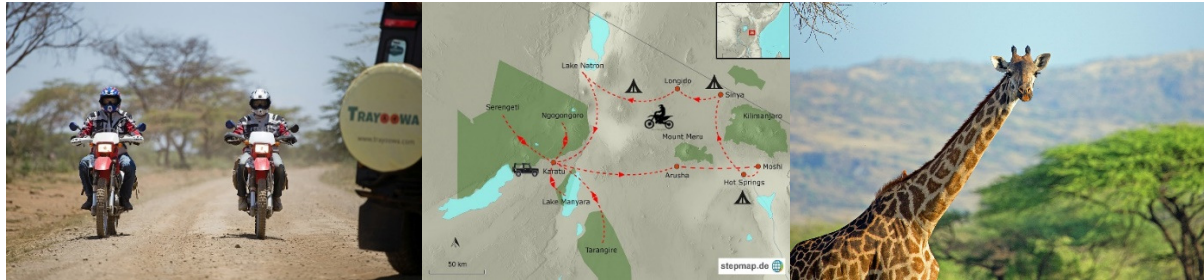 TRAYOOWA
www.trayoowa.com
Lake Natron
Longido
Sinya
Serengeti
Ngogongoro
Kilimanjaro
Mount Meru
Karatu
Arusha
Moshi
Hot Springs
Lake Manyara
Tarangire
50 km
stepmap.de